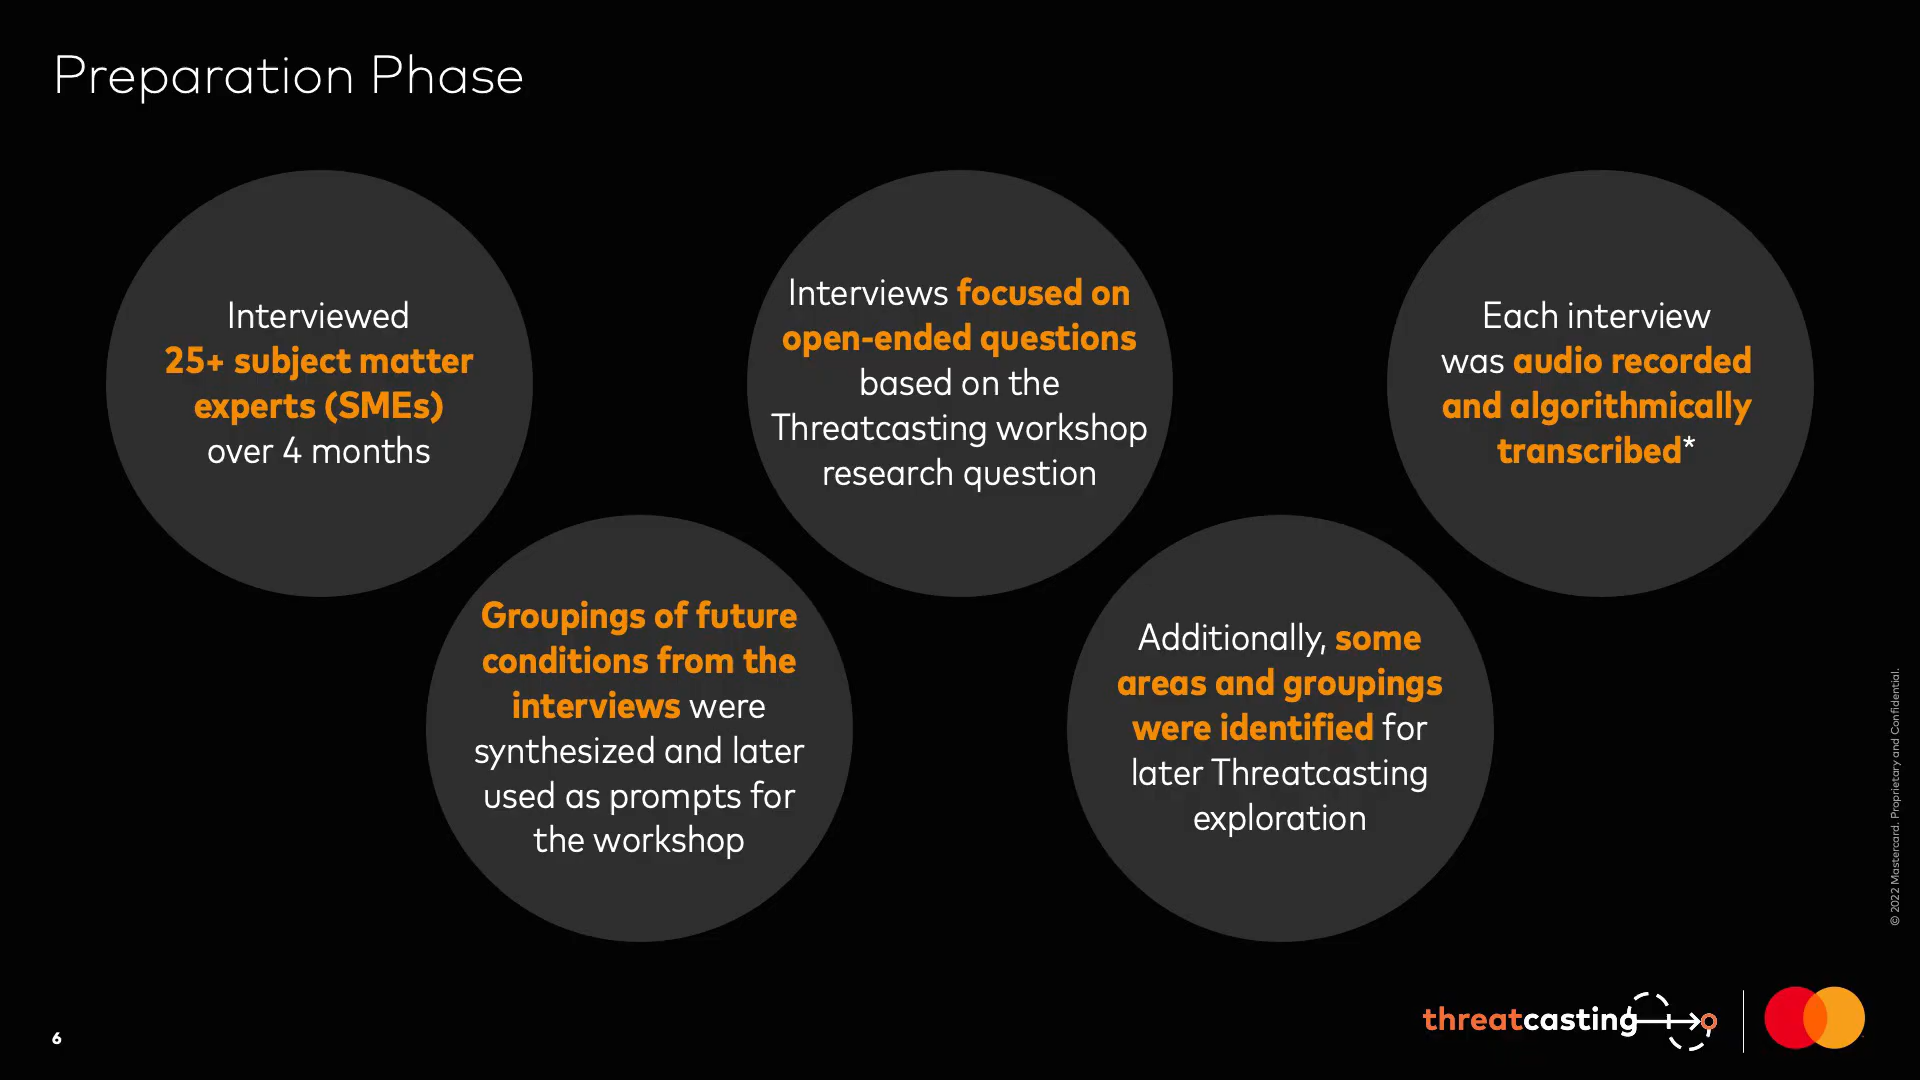 Preparation Phase
Interviewed
25+ subject matter
experts (SMEs)
over 4 months
Interviews focused on
open-ended questions
based on the
Threatcasting workshop
research question
Each interview
was audio recorded
and algorithmically
transcribed*
Groupings of future
conditions from the
interviews were
synthesized and later
used as prompts for
the workshop
Additionally, some
areas and groupings
were identified for
later Threatcasting
exploration
© 2022 Mastercard. Proprietary and Confidential.
6
threatcasting